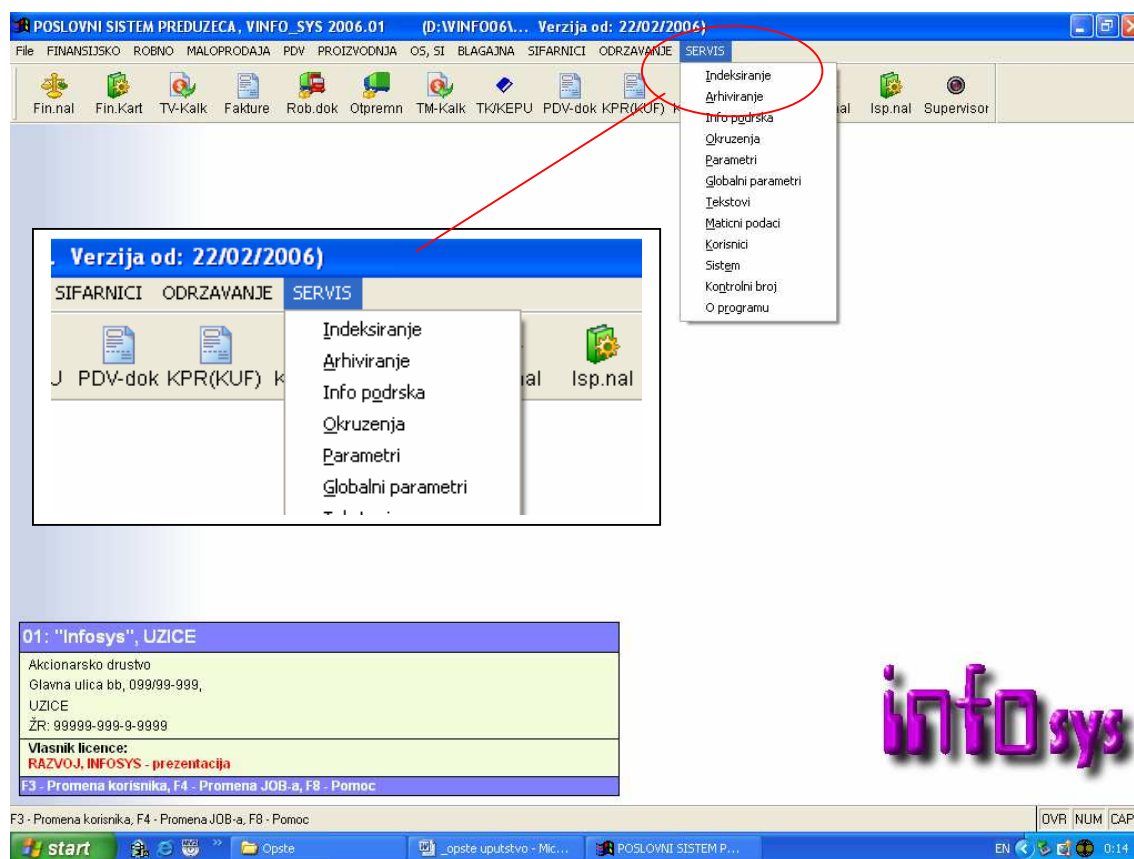 POSLOVNI SISTEM PREDUZECA, VINFO_SYS 2006.01 (D:\VINFO06\... Verzija od: 22/02/2006)
File FINANSIJSKO ROBNO MALOPRODAJA PDV PROIZVODNJA OS, SI BLAGAJNA SIFARNICI ODRZAVANJE SERVIS
Fin.nal Fin.Kart TV-Kalk Fakture Rob.dok Otpremn TM-Kalk TK/KEPU PDV-dok KPR(KUF) K al Isp.nal Supervisor
Indeksiranje
Arhiviranje
Info podrska
Okruzenja
Parametri
Globalni parametri
Tekstovi
Maticni podaci
Korisnici
Sistem
Kontrolni broj
O programu
. Verzija od: 22/02/2006)
SIFARNICI ODRZAVANJE SERVIS
U PDV-dok KPR(KUF) K al Isp.nal
Indeksiranje
Arhiviranje
Info podrska
Okruzenja
Parametri
Globalni parametri
01: "Infosys", UZICE
Akcionarsko drustvo
Glavna ulica bb, 099/99-999,
UZICE
ŽR: 99999-999-9-9999
Vlasnik licence:
RAZVOJ, INFOSYS - prezentacija
F3 - Promena korisnika, F4 - Promena JOB-a, F8 - Pomoc
info sys
F3 - Promena korisnika, F4 - Promena JOB-a, F8 - Pomoc OVR NUM CAP
start Opste _opste uputstvo - Mic... POSLOVNI SISTEM P... EN 0:14